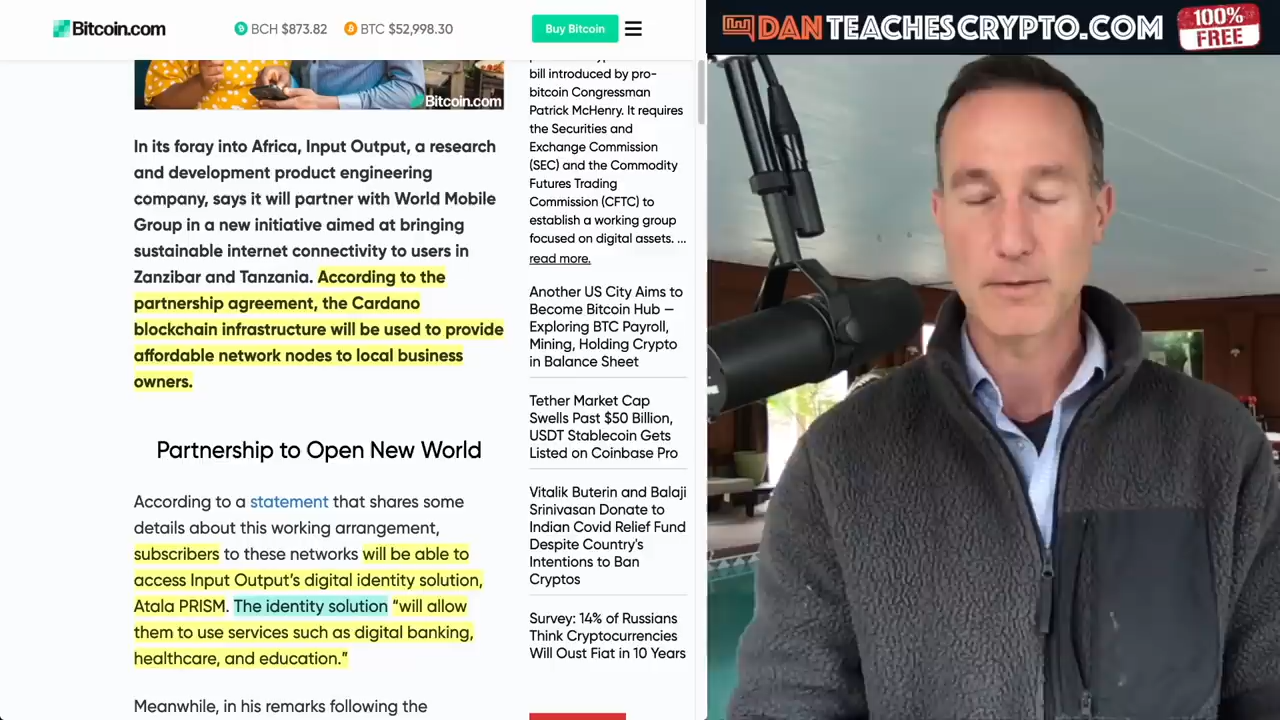 Bitcoin.com
BCH $873.82
BTC $52,998.30
Buy Bitcoin
DANTEACHESCRYPTO.COM
100%
FREE
Bitcoin.com
In its foray into Africa, Input Output, a research
and development product engineering
company, says it will partner with World Mobile
Group in a new initiative aimed at bringing
sustainable internet connectivity to users in
Zanzibar and Tanzania. According to the
partnership agreement, the Cardano
blockchain infrastructure will be used to provide
affordable network nodes to local business
owners.
Partnership to Open New World
According to a statement that shares some
details about this working arrangement,
subscribers to these networks will be able to
access Input Output's digital identity solution,
Atala PRISM. The identity solution “will allow
them to use services such as digital banking,
healthcare, and education.”
Meanwhile, in his remarks following the
bill introduced by pro-
bitcoin Congressman
Patrick McHenry. It requires
the Securities and
Exchange Commission
(SEC) and the Commodity
Futures Trading
Commission (CFTC) to
establish a working group
focused on digital assets. ...
read more.
Another US City Aims to
Become Bitcoin Hub —
Exploring BTC Payroll,
Mining, Holding Crypto
in Balance Sheet
Tether Market Cap
Swells Past $50 Billion,
USDT Stablecoin Gets
Listed on Coinbase Pro
Vitalik Buterin and Balaji
Srinivasan Donate to
Indian Covid Relief Fund
Despite Country's
Intentions to Ban
Cryptos
Survey: 14% of Russians
Think Cryptocurrencies
Will Oust Fiat in 10 Years